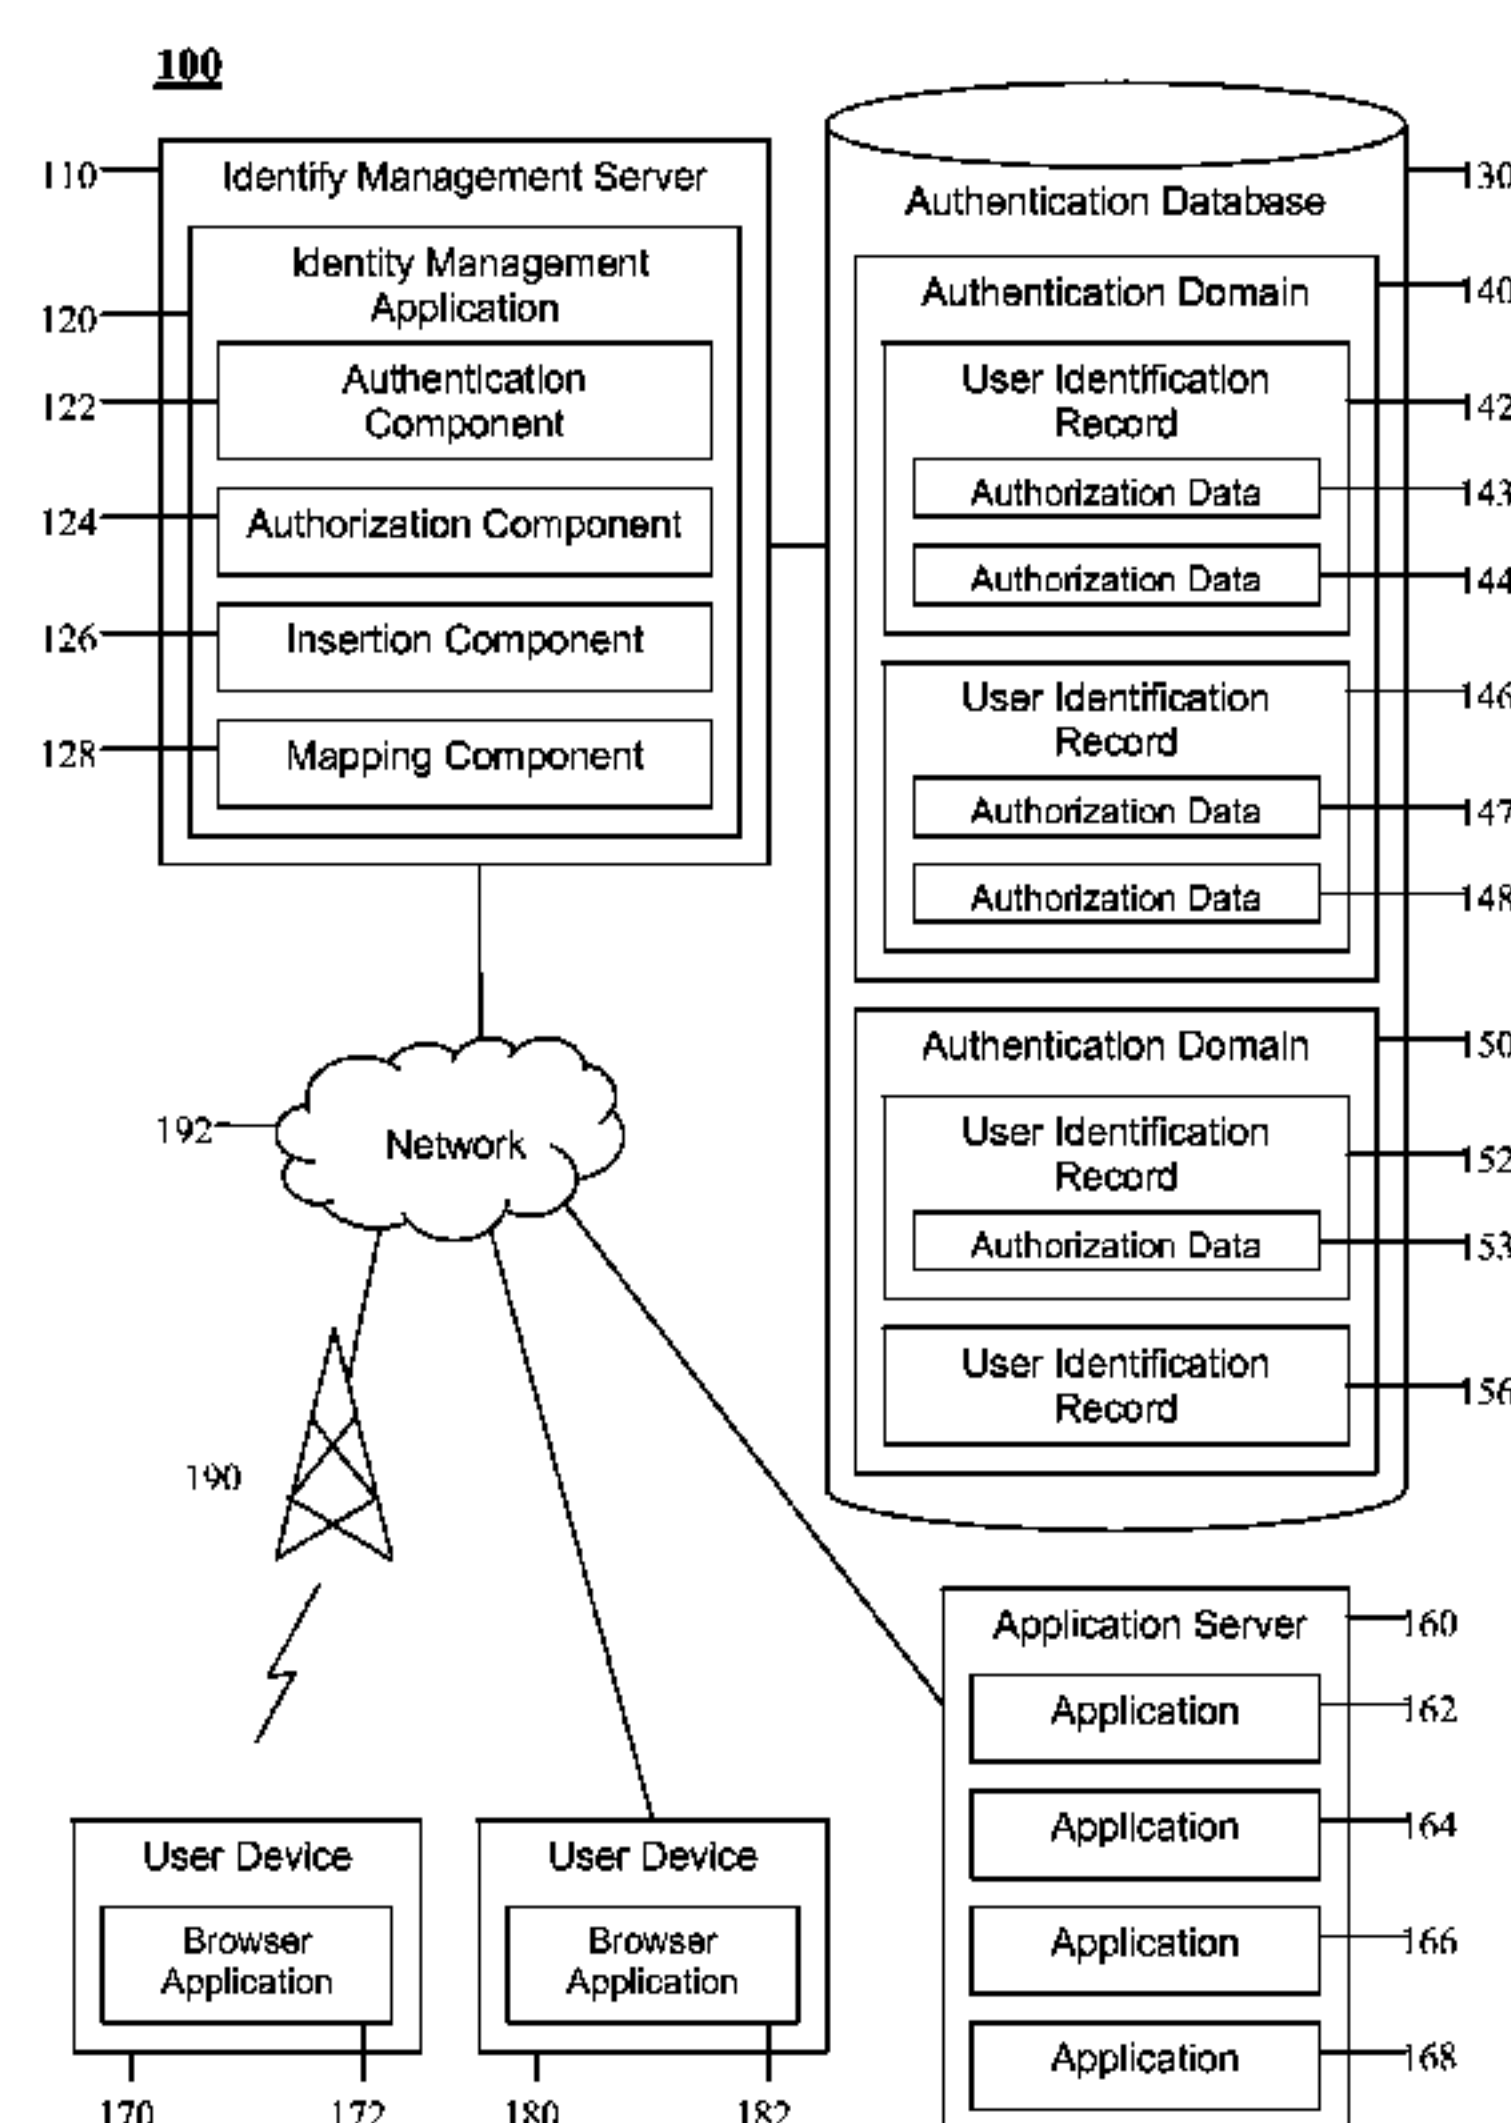 100
110
Identify Management Server
120
Identity Management
Application
122
Authentication
Component
124
Authorization Component
126
Insertion Component
128
Mapping Component
Authentication Database
130
Authentication Domain
140
User Identification
Record
142
Authorization Data
143
Authorization Data
144
User Identification
Record
146
Authorization Data
147
Authorization Data
148
Authentication Domain
150
User Identification
Record
152
Authorization Data
153
User Identification
Record
156
192
Network
190
Application Server
160
Application
162
Application
164
Application
166
Application
168
User Device
Browser
Application
170
172
User Device
Browser
Application
180
182